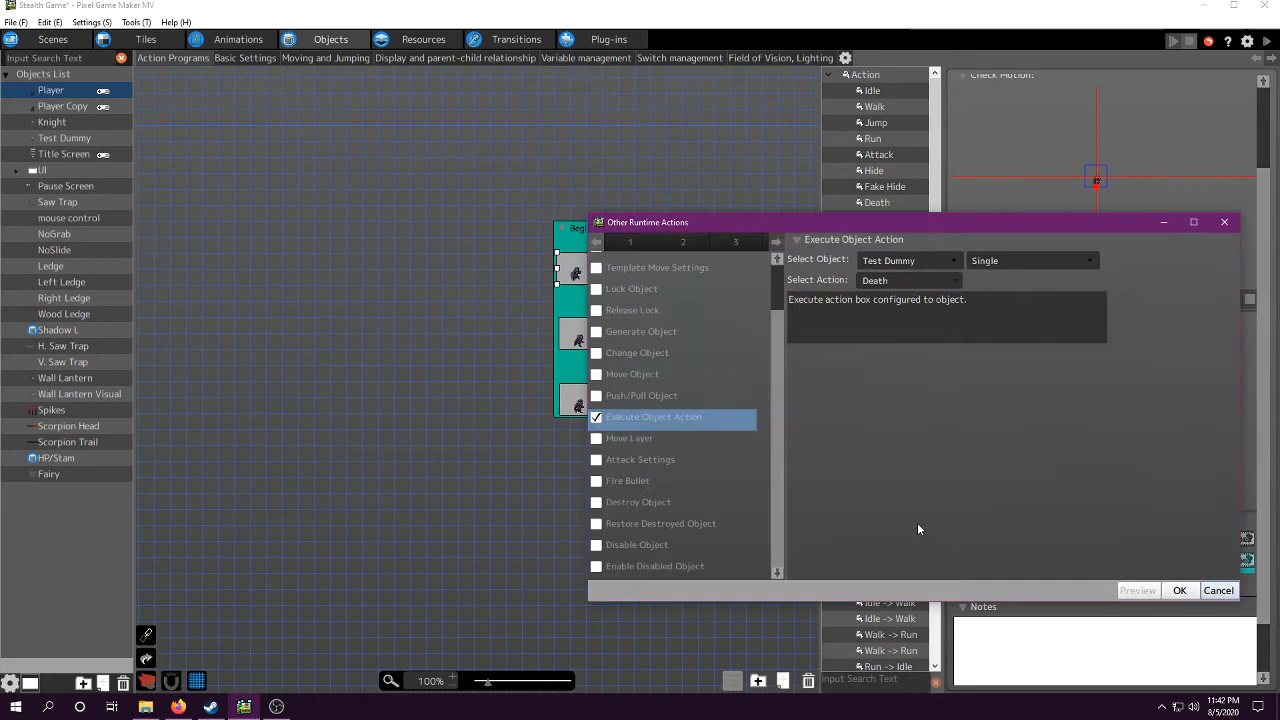 Stealth Game* - Pixel Game Maker MV
File (F) Edit (E) Settings (S) Tools (T) Help (H)
Scenes Tiles Animations Objects Resources Transitions Plug-ins
Input Search Text
Action Programs Basic Settings Moving and Jumping Display and parent-child relationship Variable management Switch management Field of Vision, Lighting
Objects List
Player
Player Copy
Knight
Test Dummy
Title Screen
UI
Pause Screen
Saw Trap
mouse control
NoGrab
NoSlide
Ledge
Left Ledge
Right Ledge
Wood Ledge
Shadow L
H. Saw Trap
V. Saw Trap
Wall Lantern
Wall Lantern Visual
Spikes
Scorpion Head
Scorpion Trail
HP/Stam
Fairy
100%
Begi
Action
Idle
Walk
Jump
Run
Attack
Hide
Fake Hide
Death
Check Motion:
Other Runtime Actions
1 2 3
Template Move Settings
Lock Object
Release Lock
Generate Object
Change Object
Move Object
Push/Pull Object
Execute Object Action
Move Layer
Attack Settings
Fire Bullet
Destroy Object
Restore Destroyed Object
Disable Object
Enable Disabled Object
Execute Object Action
Select Object: Test Dummy Single
Select Action: Death
Execute action box configured to object.
Preview OK Cancel
Idle -> Walk
Idle -> Walk
Walk -> Run
Walk -> Run
Run -> Idle
Input Search Text
Notes
11:42 PM
8/5/2020